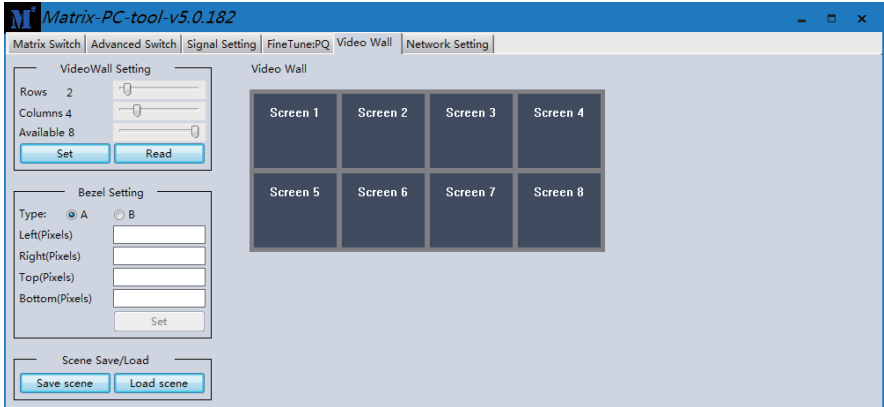 M Matrix-PC-tool-v5.0.182
Matrix Switch Advanced Switch Signal Setting FineTune:PQ Video Wall Network Setting
VideoWall Setting
Rows 2
Columns 4
Available 8
Set Read
Bezel Setting
Type: A B
Left(Pixels)
Right(Pixels)
Top(Pixels)
Bottom(Pixels)
Set
Scene Save/Load
Save scene Load scene
Video Wall
Screen 1 Screen 2 Screen 3 Screen 4
Screen 5 Screen 6 Screen 7 Screen 8